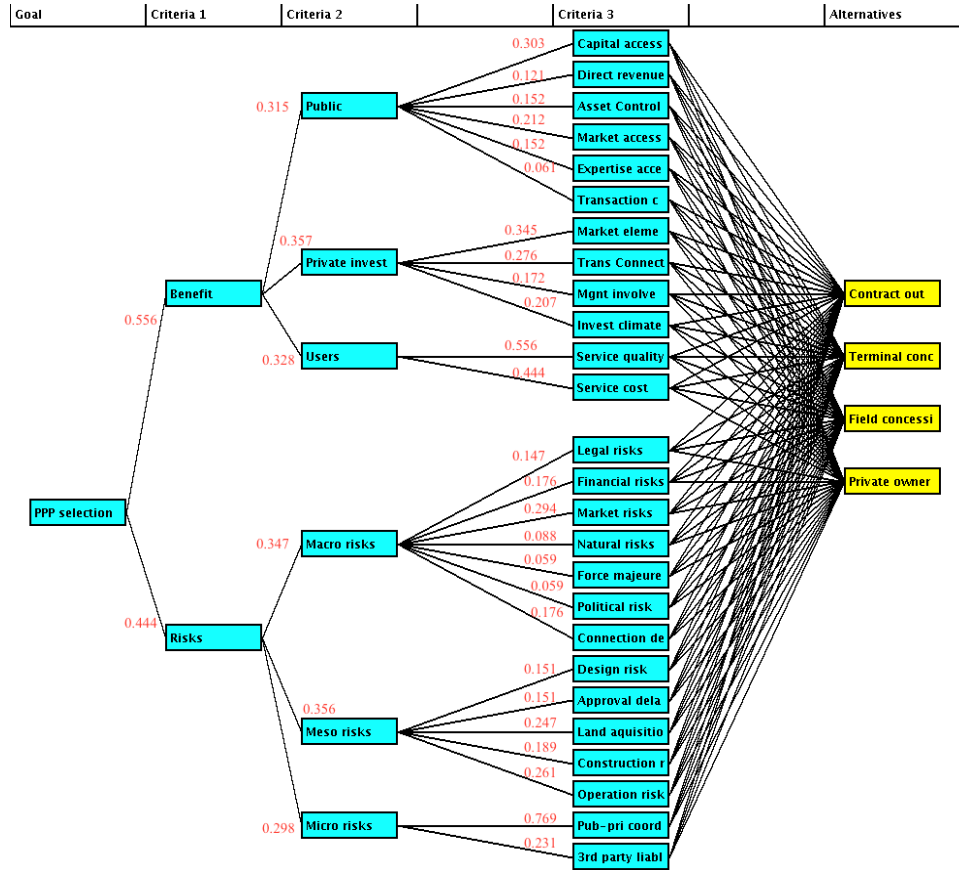 Goal Criteria 1 Criteria 2 Criteria 3 Alternatives
0.303 Capital access
0.121 Direct revenue
0.315 Public 0.152 Asset Control
0.212 Market access
0.152 Expertise acce
0.061 Transaction c
0.345 Market eleme
0.357 Private invest 0.276 Trans Connect
Benefit 0.172 Mgnt involve Contract out
0.207 Invest climate
0.556 0.328 Users 0.556 Service quality Terminal conc
0.444 Service cost
Field concessi
0.147 Legal risks
0.176 Financial risks Private owner
PPP selection 0.294 Market risks
0.347 Macro risks 0.088 Natural risks
0.059 Force majeure
0.059 Political risk
0.444 Risks 0.176 Connection de
0.151 Design risk
0.151 Approval dela
0.356 Meso risks 0.247 Land aquisitio
0.189 Construction r
0.261 Operation risk
0.298 Micro risks 0.769 Pub-pri coord
0.231 3rd party liabl